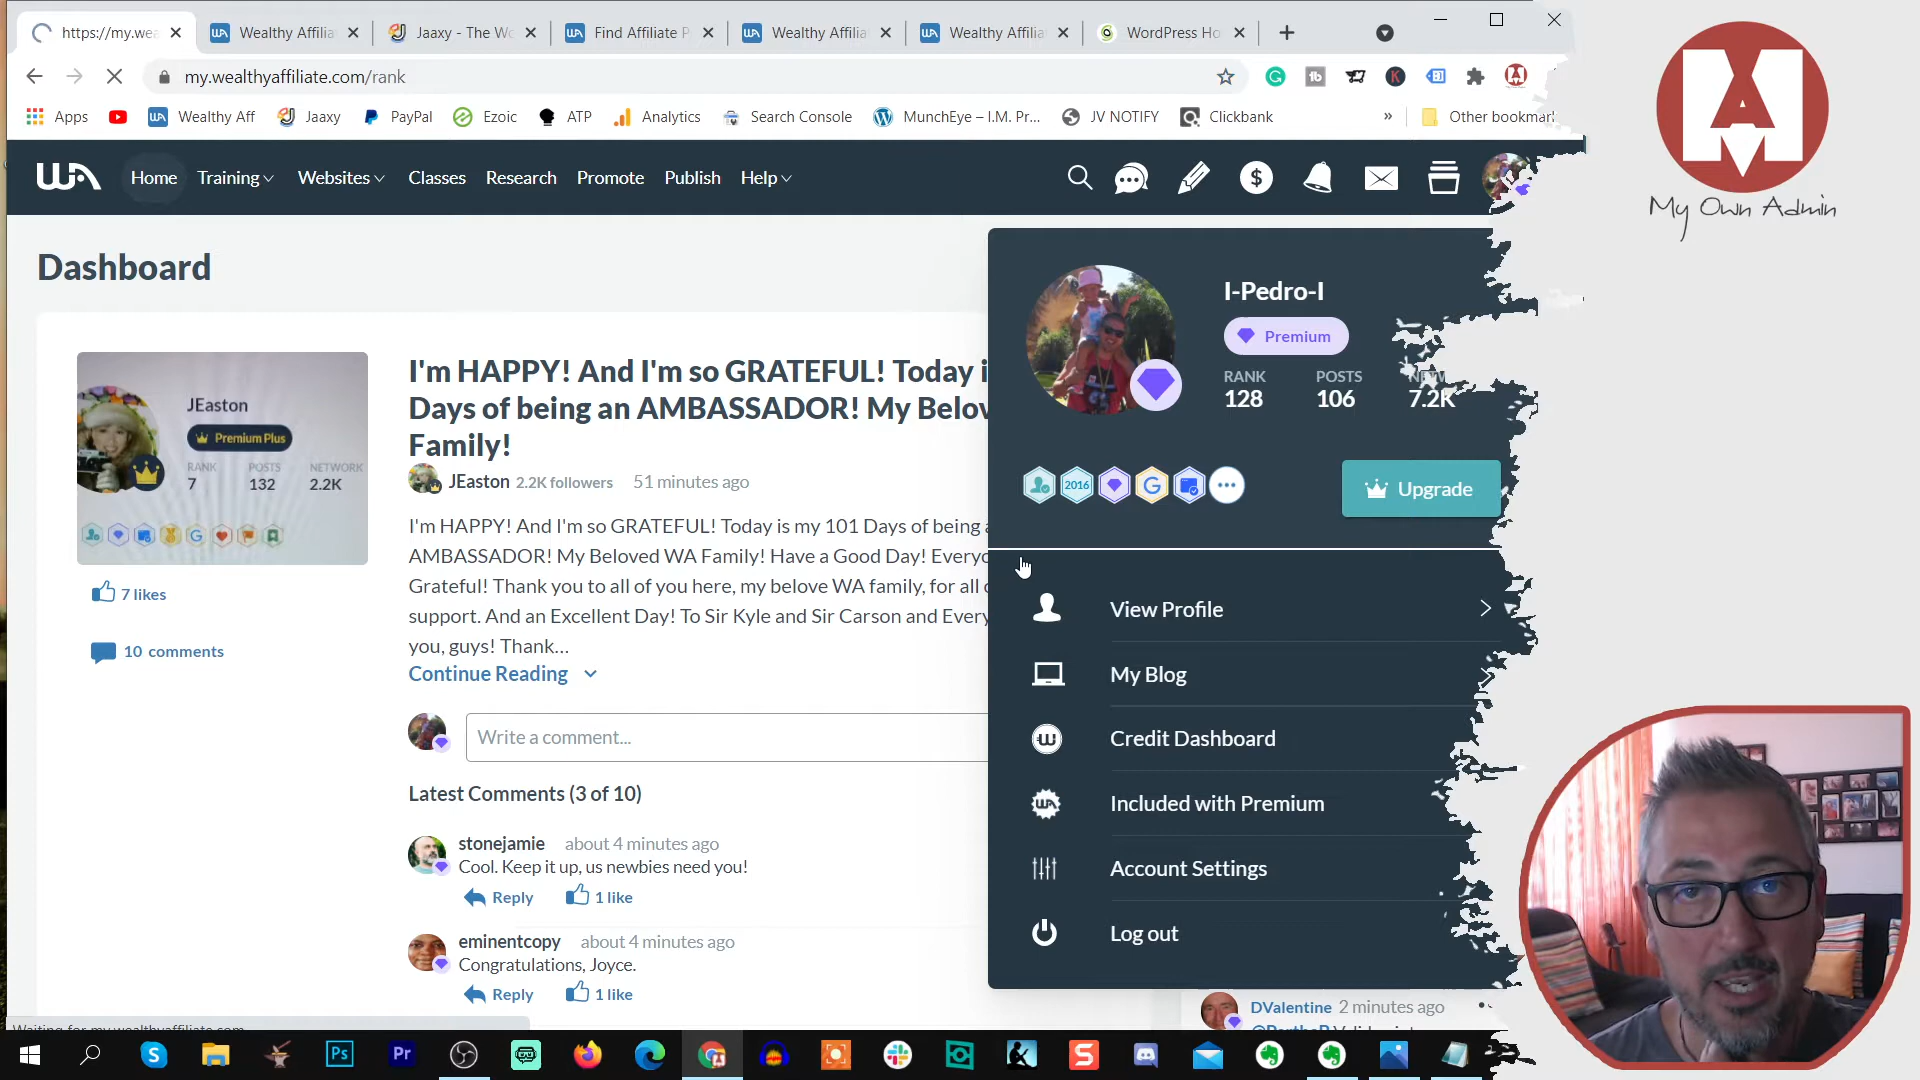 https://my.wea
Wealthy Affilia
Jaaxy - The Wo
Find Affiliate P
Wealthy Affilia
Wealthy Affilia
WordPress Ho
my.wealthyaffiliate.com/rank
Apps
Wealthy Aff
Jaaxy
PayPal
Ezoic
ATP
Analytics
Search Console
MunchEye – I.M. Pr...
JV NOTIFY
Clickbank
»
Other bookmark
WA
Home
Training
Websites
Classes
Research
Promote
Publish
Help
My Own Admin
Dashboard
JEaston
Premium Plus
RANK POSTS NETWORK
7 132 2.2K
7 likes
10 comments
I'm HAPPY! And I'm so GRATEFUL! Today i
Days of being an AMBASSADOR! My Belov
Family!
JEaston 2.2K followers 51 minutes ago
I'm HAPPY! And I'm so GRATEFUL! Today is my 101 Days of being a
AMBASSADOR! My Beloved WA Family! Have a Good Day! Everyo
Grateful! Thank you to all of you here, my belove WA family, for all o
support. And an Excellent Day! To Sir Kyle and Sir Carson and Every
you, guys! Thank...
Continue Reading
Write a comment...
Latest Comments (3 of 10)
stonejamie about 4 minutes ago
Cool. Keep it up, us newbies need you!
Reply 1 like
eminentcopy about 4 minutes ago
Congratulations, Joyce.
Reply 1 like
I-Pedro-I
Premium
RANK POSTS
128 106 7.2K
2016
Upgrade
View Profile
My Blog
Credit Dashboard
Included with Premium
Account Settings
Log out
DValentine 2 minutes ago